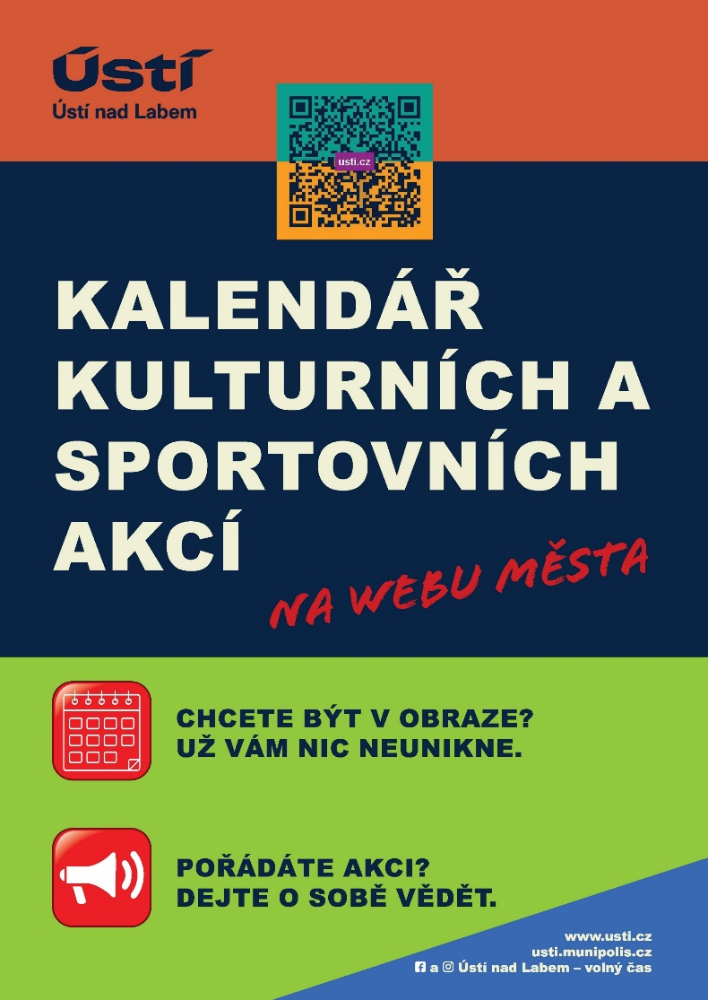 Ústí
Ústí nad Labem
usti.cz
KALENDÁŘ
KULTURNÍCH A
SPORTOVNÍCH
AKCÍ
NA WEBU MĚSTA
CHCETE BÝT V OBRAZE?
UŽ VÁM NIC NEUNIKNE.
POŘÁDÁTE AKCI?
DEJTE O SOBĚ VĚDĚT.
www.usti.cz
usti.munipolis.cz
a Ústí nad Labem – volný čas